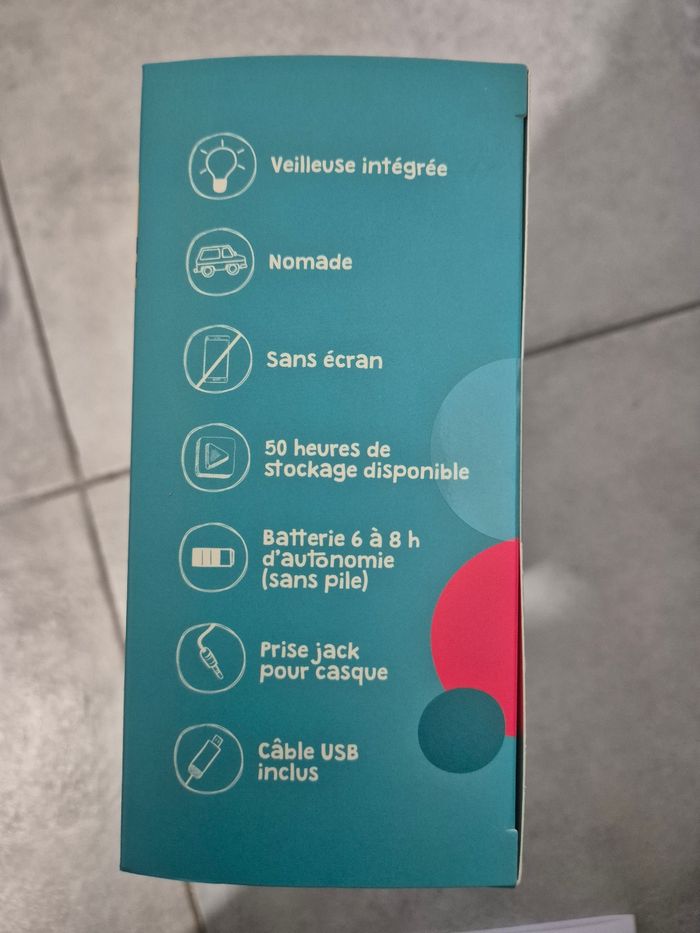 Veilleuse intégrée
Nomade
Sans écran
50 heures de
stockage disponible
Batterie 6 à 8 h
d'autonomie
(sans pile)
Prise jack
pour casque
Câble USB
inclus